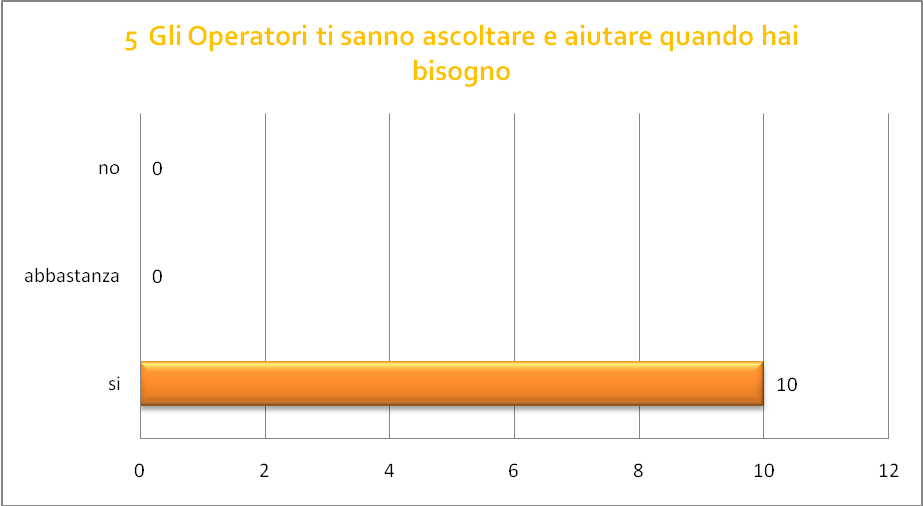 5 Gli Operatori ti sanno ascoltare e aiutare quando hai
bisogno
no 0
abbastanza 0
si 10
0 2 4 6 8 10 12